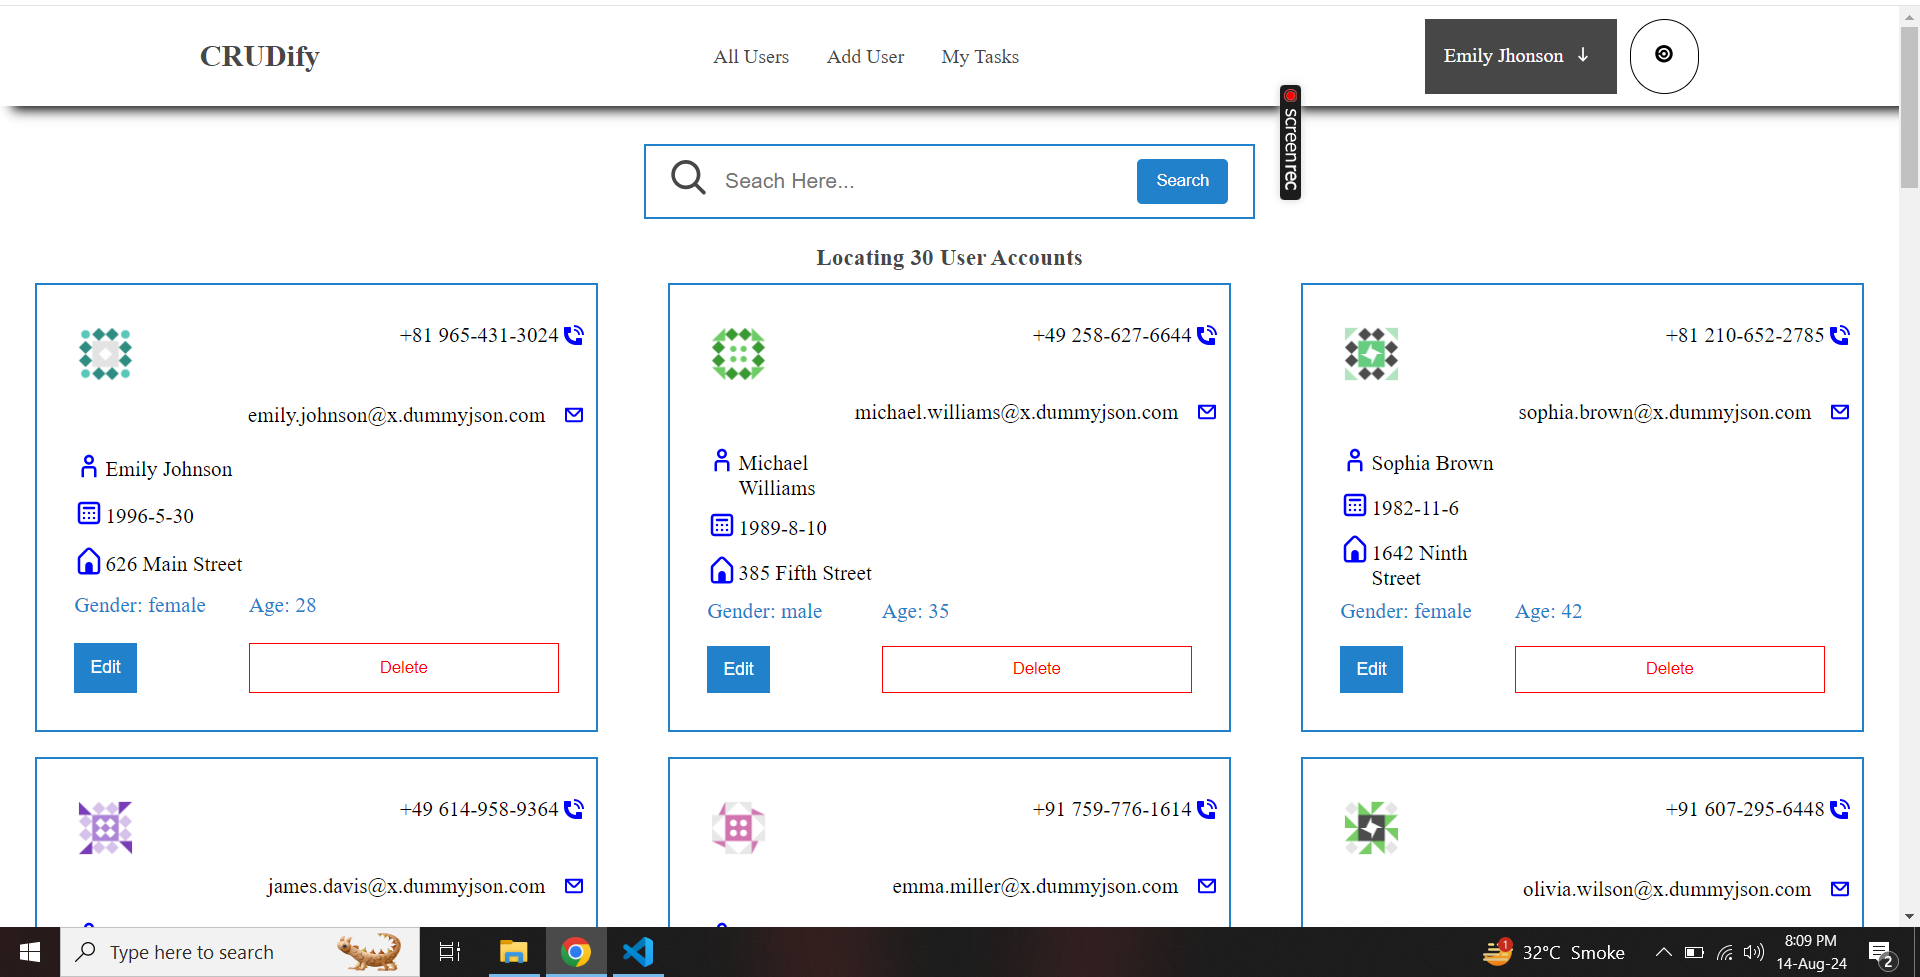 CRUDify
All Users
Add User
My Tasks
Emily Jhonson ↓
screenrec
Seach Here...
Search
Locating 30 User Accounts
+81 965-431-3024
emily.johnson@x.dummyjson.com
Emily Johnson
1996-5-30
626 Main Street
Gender: female
Age: 28
Edit
Delete
+49 258-627-6644
michael.williams@x.dummyjson.com
Michael
Williams
1989-8-10
385 Fifth Street
Gender: male
Age: 35
Edit
Delete
+81 210-652-2785
sophia.brown@x.dummyjson.com
Sophia Brown
1982-11-6
1642 Ninth
Street
Gender: female
Age: 42
Edit
Delete
+49 614-958-9364
james.davis@x.dummyjson.com
+91 759-776-1614
emma.miller@x.dummyjson.com
+91 607-295-6448
olivia.wilson@x.dummyjson.com
Type here to search
1
32°C Smoke
8:09 PM
14-Aug-24
2